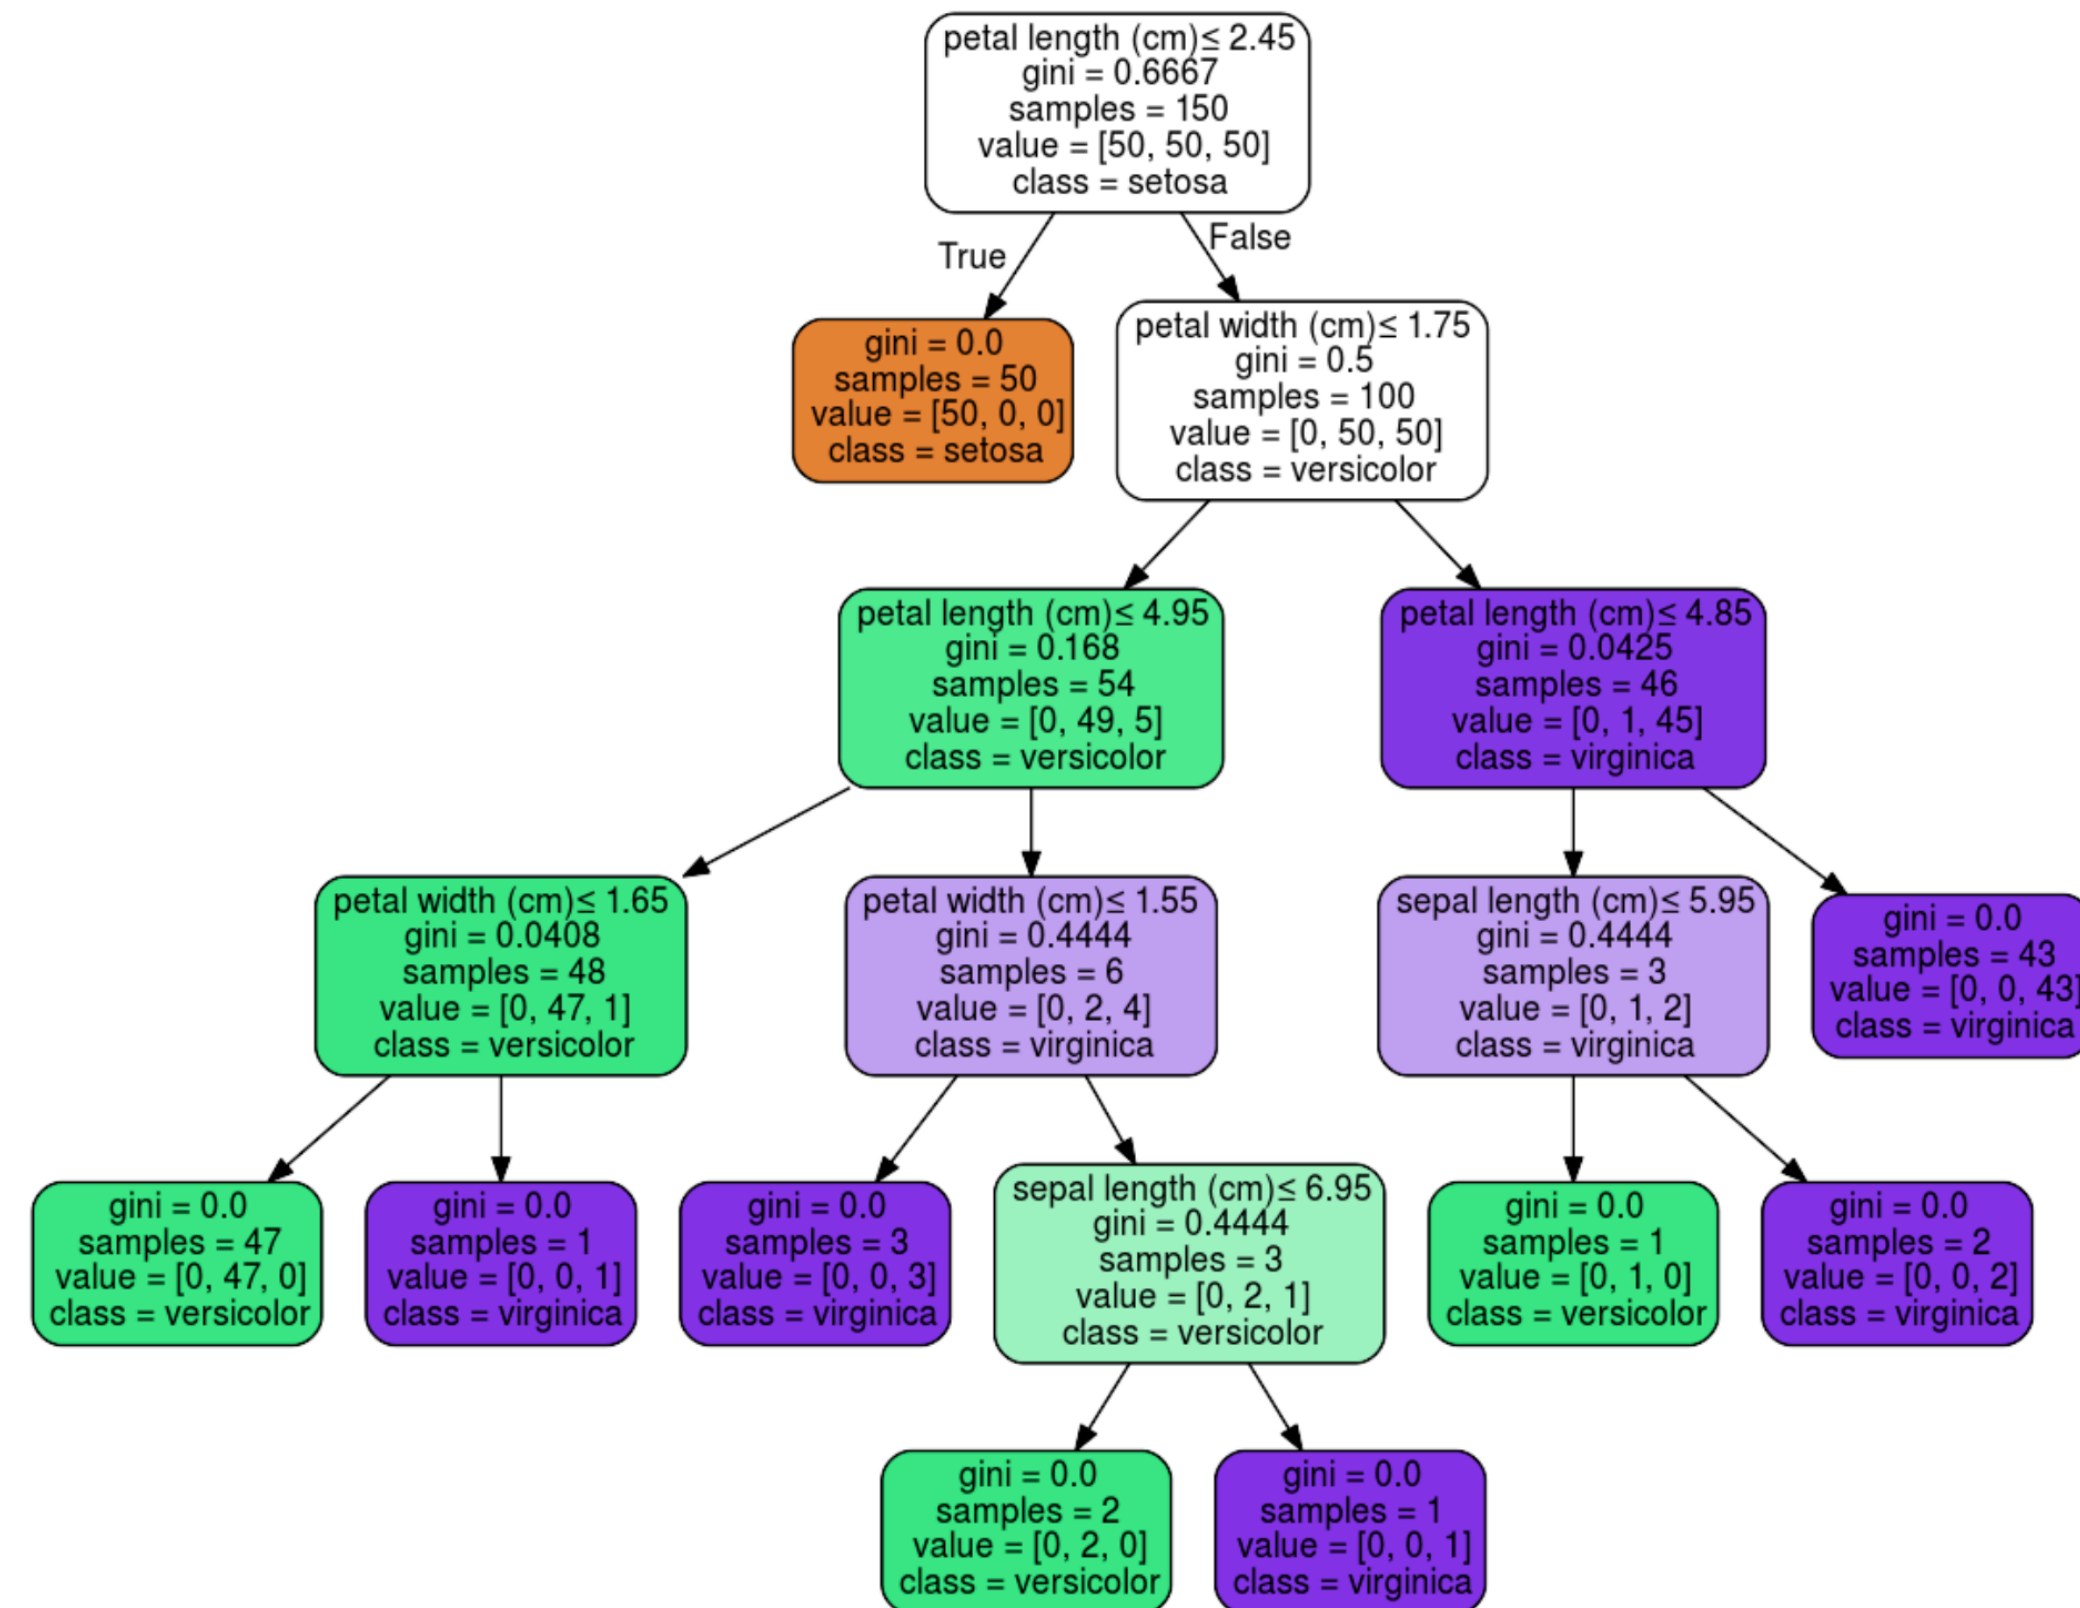 petal length (cm)≤ 2.45
gini = 0.6667
samples = 150
value = [50, 50, 50]
class = setosa
True
False
gini = 0.0
samples = 50
value = [50, 0, 0]
class = setosa
petal width (cm)≤ 1.75
gini = 0.5
samples = 100
value = [0, 50, 50]
class = versicolor
petal length (cm)≤ 4.95
gini = 0.168
samples = 54
value = [0, 49, 5]
class = versicolor
petal length (cm)≤ 4.85
gini = 0.0425
samples = 46
value = [0, 1, 45]
class = virginica
petal width (cm)≤ 1.65
gini = 0.0408
samples = 48
value = [0, 47, 1]
class = versicolor
petal width (cm)≤ 1.55
gini = 0.4444
samples = 6
value = [0, 2, 4]
class = virginica
sepal length (cm)≤ 5.95
gini = 0.4444
samples = 3
value = [0, 1, 2]
class = virginica
gini = 0.0
samples = 43
value = [0, 0, 43]
class = virginica
gini = 0.0
samples = 47
value = [0, 47, 0]
class = versicolor
gini = 0.0
samples = 1
value = [0, 0, 1]
class = virginica
gini = 0.0
samples = 3
value = [0, 0, 3]
class = virginica
sepal length (cm)≤ 6.95
gini = 0.4444
samples = 3
value = [0, 2, 1]
class = versicolor
gini = 0.0
samples = 1
value = [0, 1, 0]
class = versicolor
gini = 0.0
samples = 2
value = [0, 0, 2]
class = virginica
gini = 0.0
samples = 2
value = [0, 2, 0]
class = versicolor
gini = 0.0
samples = 1
value = [0, 0, 1]
class = virginica